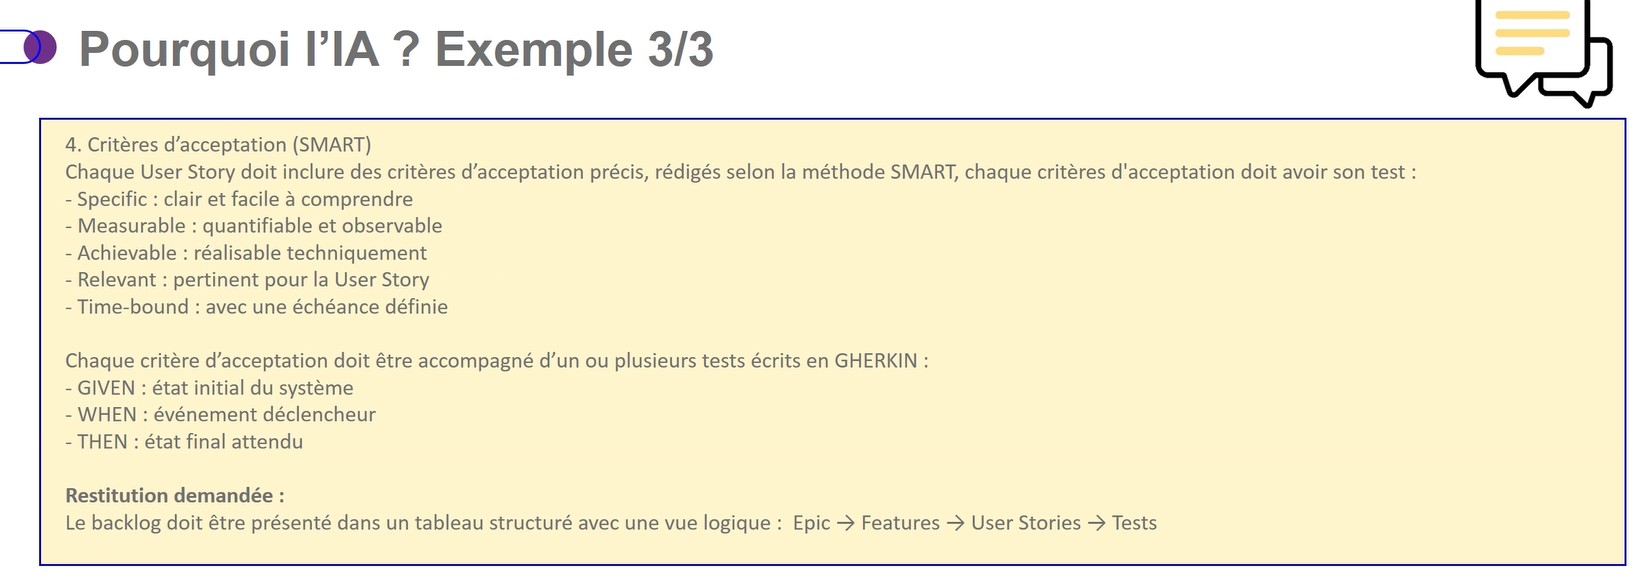 Pourquoi l’IA ? Exemple 3/3
4. Critères d’acceptation (SMART)
Chaque User Story doit inclure des critères d’acceptation précis, rédigés selon la méthode SMART, chaque critères d'acceptation doit avoir son test :
- Specific : clair et facile à comprendre
- Measurable : quantifiable et observable
- Achievable : réalisable techniquement
- Relevant : pertinent pour la User Story
- Time-bound : avec une échéance définie
Chaque critère d’acceptation doit être accompagné d’un ou plusieurs tests écrits en GHERKIN :
- GIVEN : état initial du système
- WHEN : événement déclencheur
- THEN : état final attendu
Restitution demandée :
Le backlog doit être présenté dans un tableau structuré avec une vue logique :  Epic → Features → User Stories → Tests